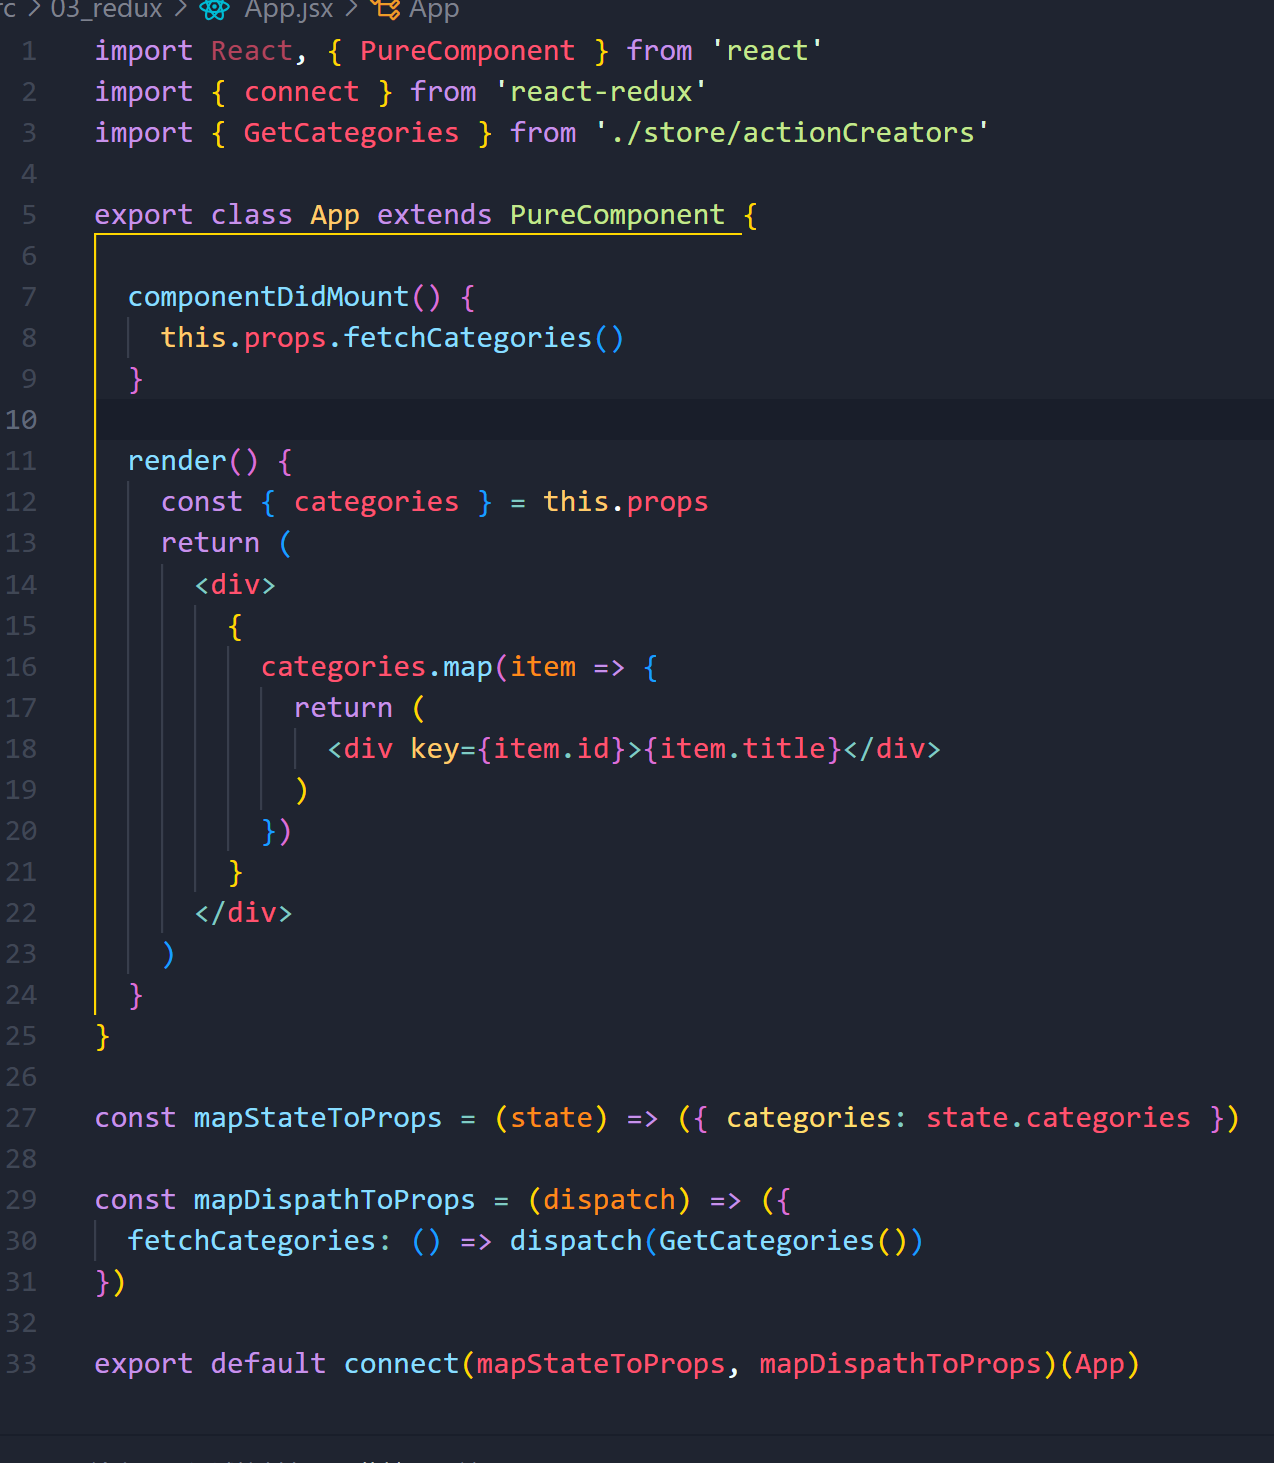 rc > 03_redux > App.jsx > App
1 import React, { PureComponent } from 'react'
2 import { connect } from 'react-redux'
3 import { GetCategories } from './store/actionCreators'
4
5 export class App extends PureComponent {
6
7   componentDidMount() {
8     this.props.fetchCategories()
9   }
10
11   render() {
12     const { categories } = this.props
13     return (
14       <div>
15         {
16           categories.map(item => {
17             return (
18               <div key={item.id}>{item.title}</div>
19             )
20           })
21         }
22       </div>
23     )
24   }
25 }
26
27 const mapStateToProps = (state) => ({ categories: state.categories })
28
29 const mapDispathToProps = (dispatch) => ({
30   fetchCategories: () => dispatch(GetCategories())
31 })
32
33 export default connect(mapStateToProps, mapDispathToProps)(App)